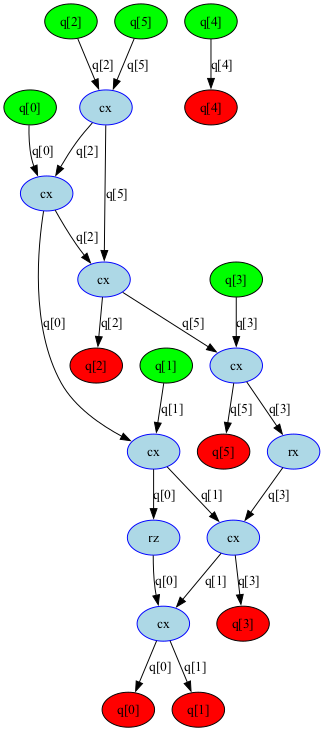 q[2] q[5] q[4]
q[2] q[5] q[4]
q[0] cx q[4]
q[0] q[2]
cx q[5]
q[2]
cx q[3]
q[0] q[2] q[5] q[3]
q[2] q[1] cx
q[1] q[5] q[3]
cx q[5] rx
q[0] q[1] q[3]
rz cx
q[0] q[1] q[3]
cx q[3]
q[0] q[1]
q[0] q[1]